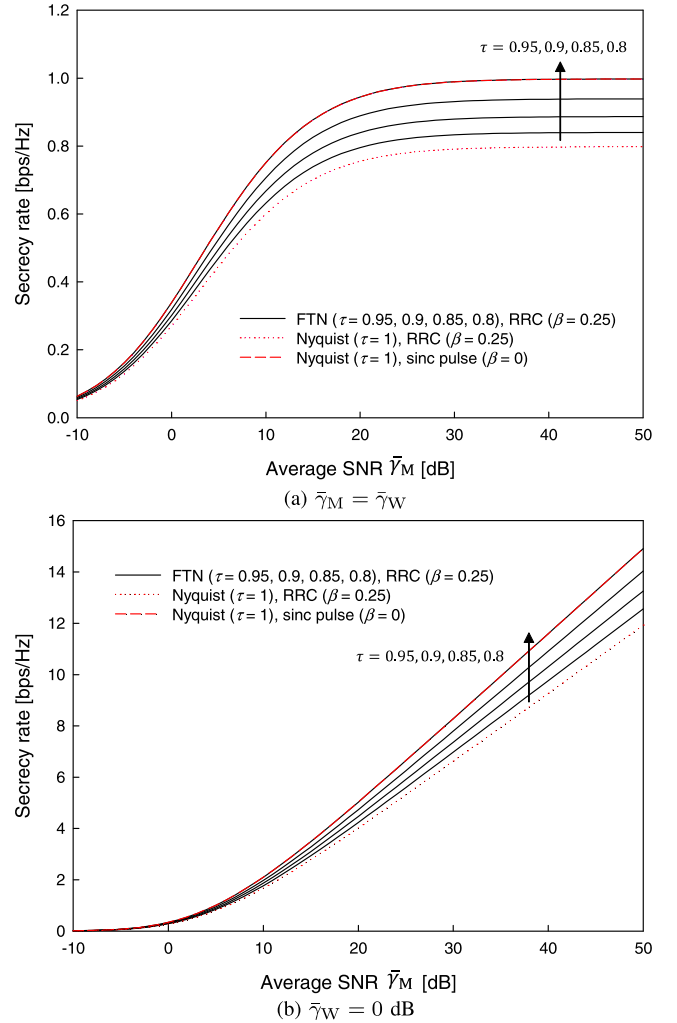 τ = 0.95, 0.9, 0.85, 0.8
1.0
0.8
0.6
0.4
0.2
0.0
Secrecy rate [bps/Hz]
FTN (τ = 0.95, 0.9, 0.85, 0.8), RRC (β = 0.25)
Nyquist (τ = 1), RRC (β = 0.25)
Nyquist (τ = 1), sinc pulse (β = 0)
-10 0 10 20 30 40 50
Average SNR γ̄M [dB]
(a) γ̄M = γ̄W
16
14
12
10
8
6
4
2
0
Secrecy rate [bps/Hz]
FTN (τ = 0.95, 0.9, 0.85, 0.8), RRC (β = 0.25)
Nyquist (τ = 1), RRC (β = 0.25)
Nyquist (τ = 1), sinc pulse (β = 0)
τ = 0.95, 0.9, 0.85, 0.8
-10 0 10 20 30 40 50
Average SNR γ̄M [dB]
(b) γ̄W = 0 dB